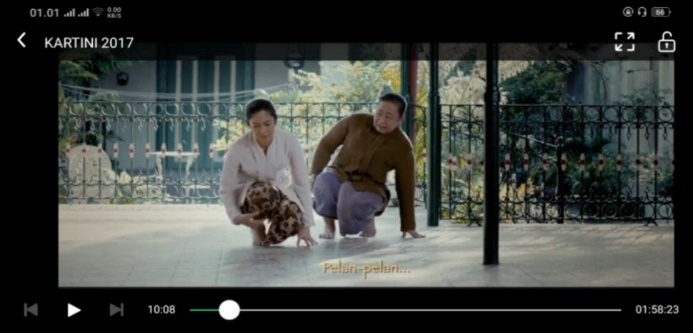 01.01 0.00 KB/S 66
KARTINI 2017
Pelan-pelan...
10:08 01:58:23